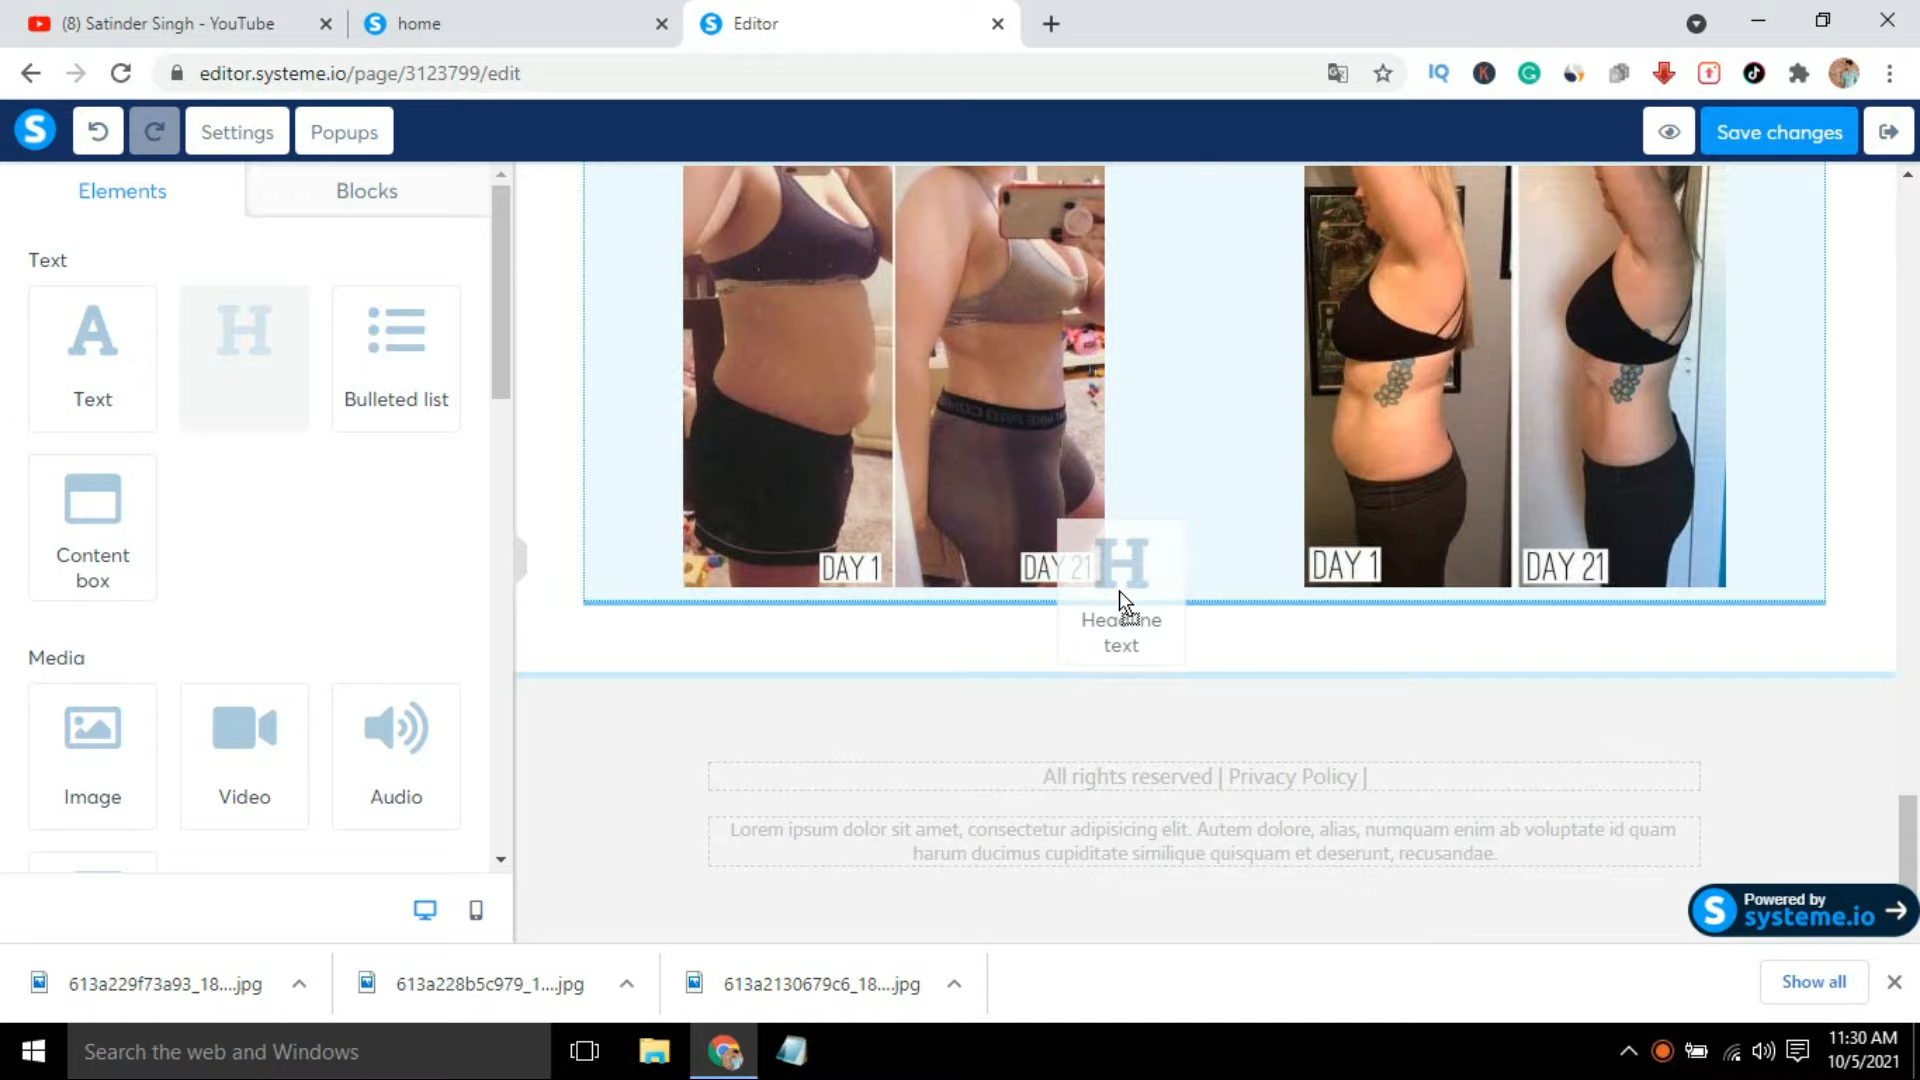 (8) Satinder Singh - YouTube
home
Editor
editor.systeme.io/page/3123799/edit
IQ
K
G
S
Settings
Popups
Save changes
Elements
Blocks
Text
A
Text
H
Bulleted list
Content
box
Media
Image
Video
Audio
DAY 1
DAY 21
DAY 1
DAY 21
H
Headline
text
All rights reserved | Privacy Policy |
Lorem ipsum dolor sit amet, consectetur adipisicing elit. Autem dolore, alias, numquam enim ab voluptate id quam
harum ducimus cupiditate similique quisquam et deserunt, recusandae.
S
Powered by
systeme.io
613a229f73a93_18....jpg
613a228b5c979_1....jpg
613a2130679c6_18....jpg
Show all
Search the web and Windows
11:30 AM
10/5/2021